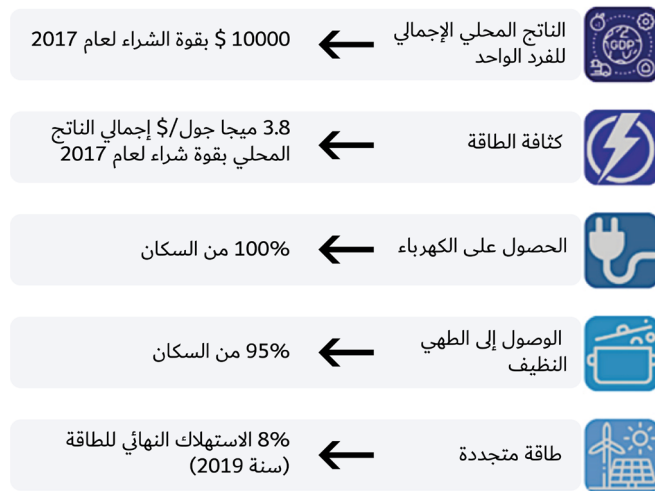 الناتج المحلي الإجمالي
للفرد الواحد
10000 $ بقوة الشراء لعام 2017
GDP
كثافة الطاقة
3.8 ميجا جول/$ إجمالي الناتج
المحلي بقوة شراء لعام 2017
الحصول على الكهرباء
100% من السكان
الوصول إلى الطهي
النظيف
95% من السكان
طاقة متجددة
8% الاستهلاك النهائي للطاقة
(سنة 2019)